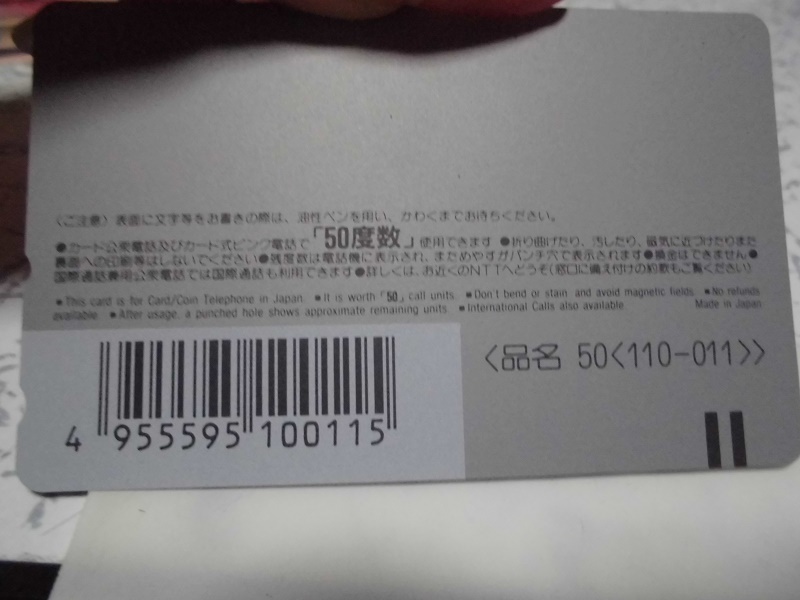 〈ご注意〉表面に文字等をお書きの際は、油性ペンを用い、かわくまでお待ちください。
●カード公衆電話及びカード式ピンク電話で「50度数」使用できます ●折り曲げたり、汚したり、磁気に近づけたりまた
裏面への印刷等はしないでください●残度数は電話機に表示され、まためやすがパンチ穴で表示されます●換金はできません●
国際通話兼用公衆電話では国際通話も利用できます●詳しくは、お近くのNTTへどうぞ(窓口に備え付けの約款もご覧ください)
■This card is for Card/Coin Telephone in Japan. ■It is worth「50」call units. ■Don't bend or stain and avoid magnetic fields. ■No refunds
available. ■After usage, a punched hole shows approximate remaining units. ■International Calls also available.
Made in Japan
〈品名 50〈110-011〉〉
4 955595 100115